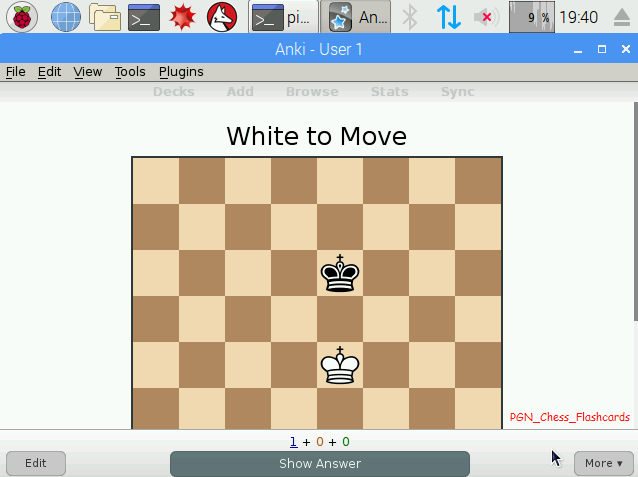 pi... An... 9 % 19:40
Anki - User 1
File Edit View Tools Plugins
Decks Add Browse Stats Sync
White to Move
PGN_Chess_Flashcards
1 + 0 + 0
Edit Show Answer More ▾